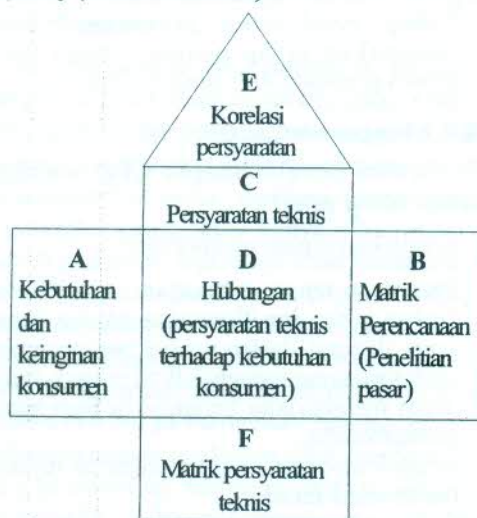 E
Korelasi
persyaratan
C
Persyaratan teknis
A
Kebutuhan
dan
keinginan
konsumen
D
Hubungan
(persyaratan teknis
terhadap kebutuhan
konsumen)
B
Matrik
Perencanaan
(Penelitian
pasar)
F
Matrik persyaratan
teknis